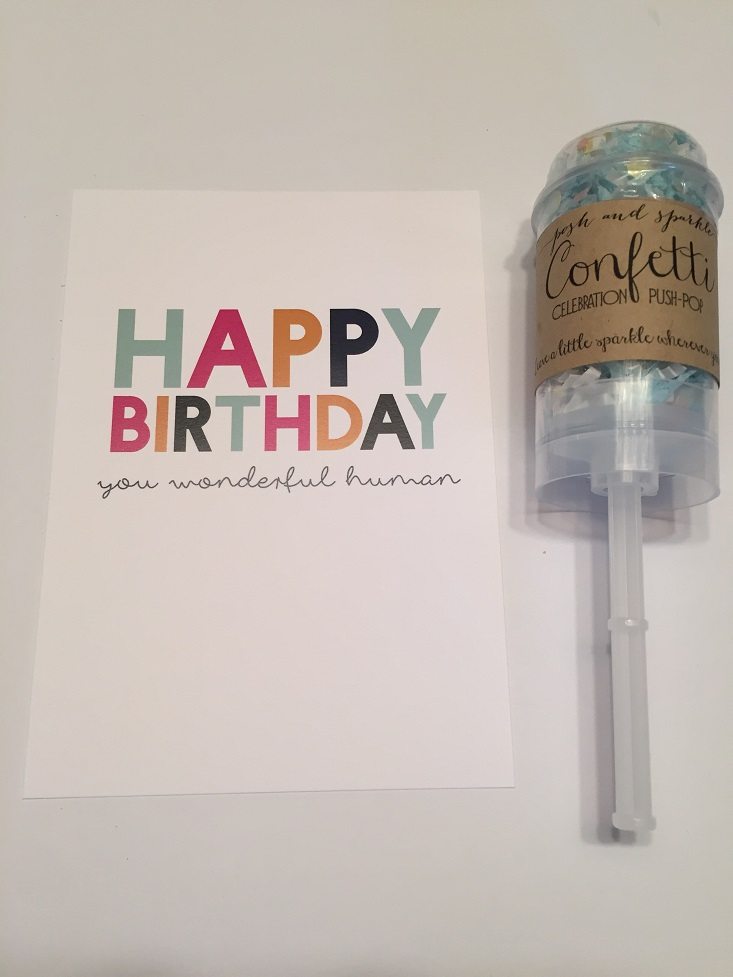 HAPPY
BIRTHDAY
you wonderful human
posh and sparkle
Confetti
CELEBRATION PUSH-POP
a little sparkle wherever